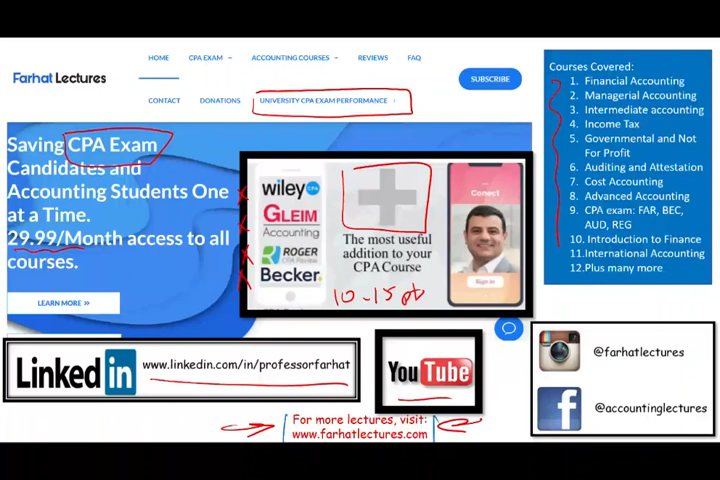 HOME
CPA EXAM
ACCOUNTING COURSES
REVIEWS
FAQ
Farhat Lectures
SUBSCRIBE
CONTACT
DONATIONS
UNIVERSITY CPA EXAM PERFORMANCE
Saving CPA Exam
Candidates and
Accounting Students One
at a Time.
29.99/Month access to all
courses.
LEARN MORE »
wiley CPA
GLEIM
Accounting
ROGER
CPA Review
Becker
The most useful
addition to your
CPA Course
10-15 pt
Conect
Sign in
Courses Covered:
1. Financial Accounting
2. Managerial Accounting
3. Intermediate accounting
4. Income Tax
5. Governmental and Not
For Profit
6. Auditing and Attestation
7. Cost Accounting
8. Advanced Accounting
9. CPA exam: FAR, BEC,
AUD, REG
10. Introduction to Finance
11. International Accounting
12. Plus many more
Linked in
www.linkedin.com/in/professorfarhat
YouTube
@farhatlectures
@accountinglectures
For more lectures, visit:
www.farhatlectures.com